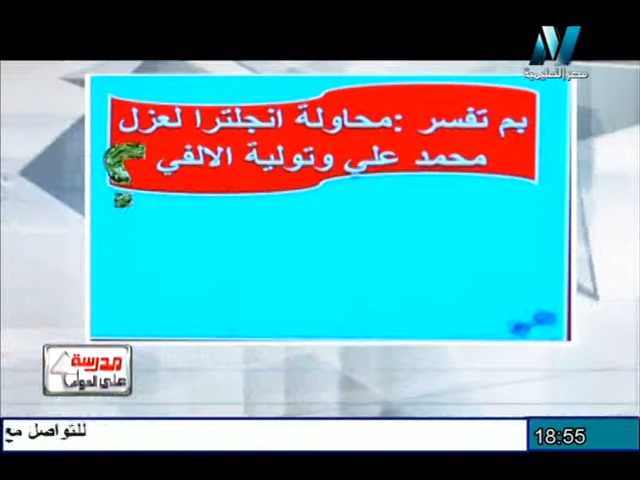 مصر التعليمية
بم تفسر :محاولة انجلترا لعزل
محمد علي وتولية الالفي
؟
مدرسة
على الهواء
للتواصل مع
18:55